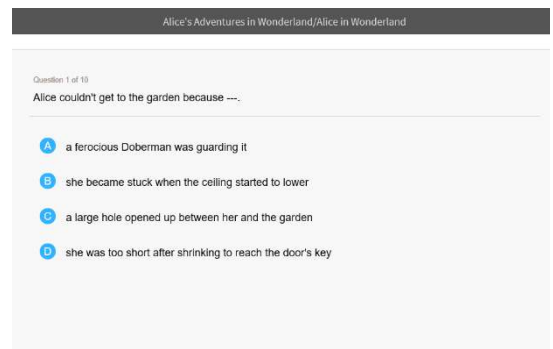 Alice's Adventures in Wonderland/Alice in Wonderland
Question 1 of 10
Alice couldn't get to the garden because ---.
A a ferocious Doberman was guarding it
B she became stuck when the ceiling started to lower
C a large hole opened up between her and the garden
D she was too short after shrinking to reach the door's key